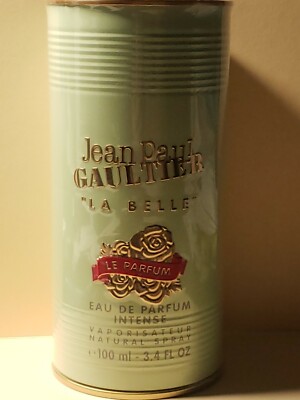 Jean Paul
GAULTIER
"LA BELLE"
LE PARFUM
EAU DE PARFUM
INTENSE
VAPORISATEUR
NATURAL SPRAY
℮100 ml - 3.4 FL OZ